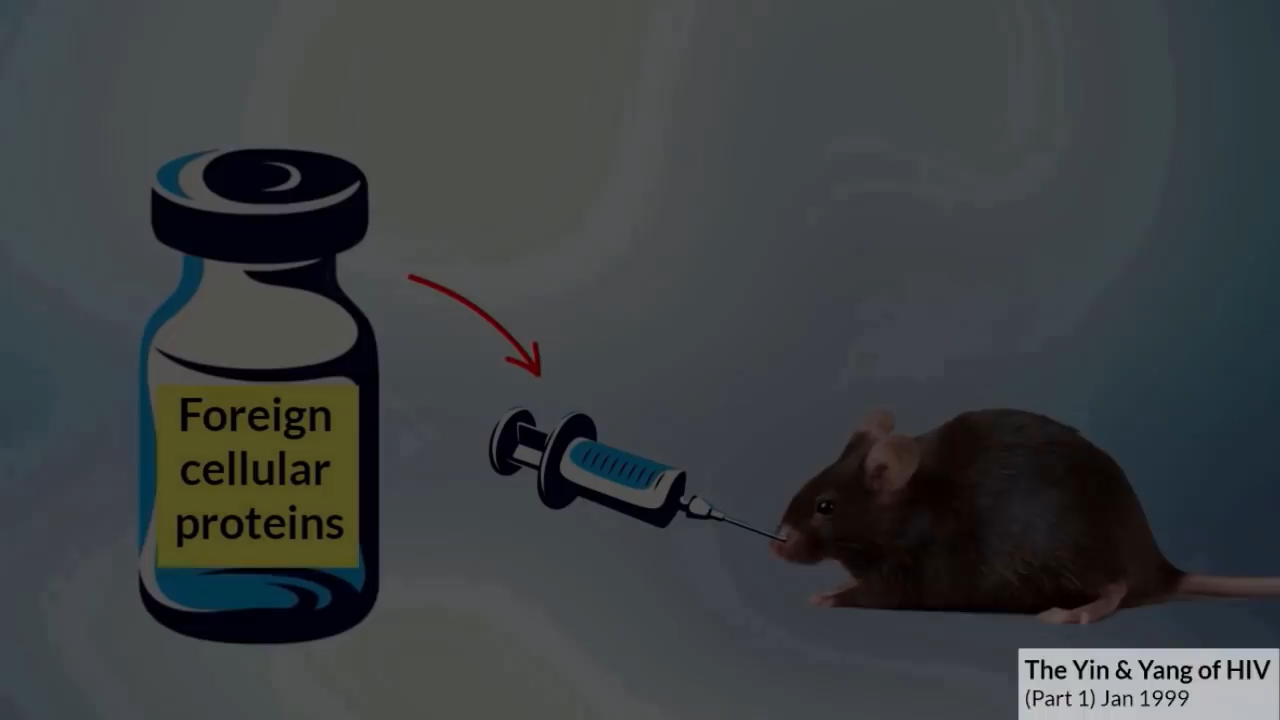 Foreign
cellular
proteins
The Yin & Yang of HIV
(Part 1) Jan 1999